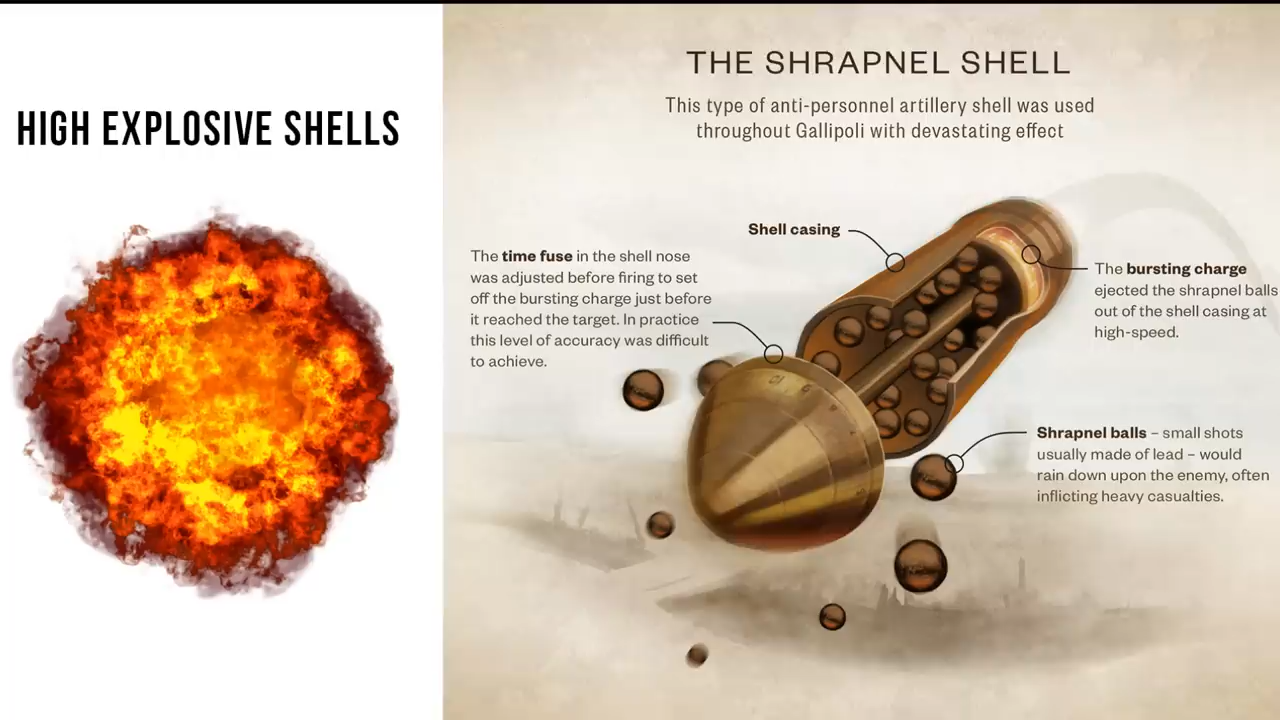 HIGH EXPLOSIVE SHELLS
THE SHRAPNEL SHELL
This type of anti-personnel artillery shell was used
throughout Gallipoli with devastating effect
Shell casing
The time fuse in the shell nose
was adjusted before firing to set
off the bursting charge just before
it reached the target. In practice
this level of accuracy was difficult
to achieve.
The bursting charge
ejected the shrapnel balls
out of the shell casing at
high-speed.
Shrapnel balls – small shots
usually made of lead – would
rain down upon the enemy, often
inflicting heavy casualties.